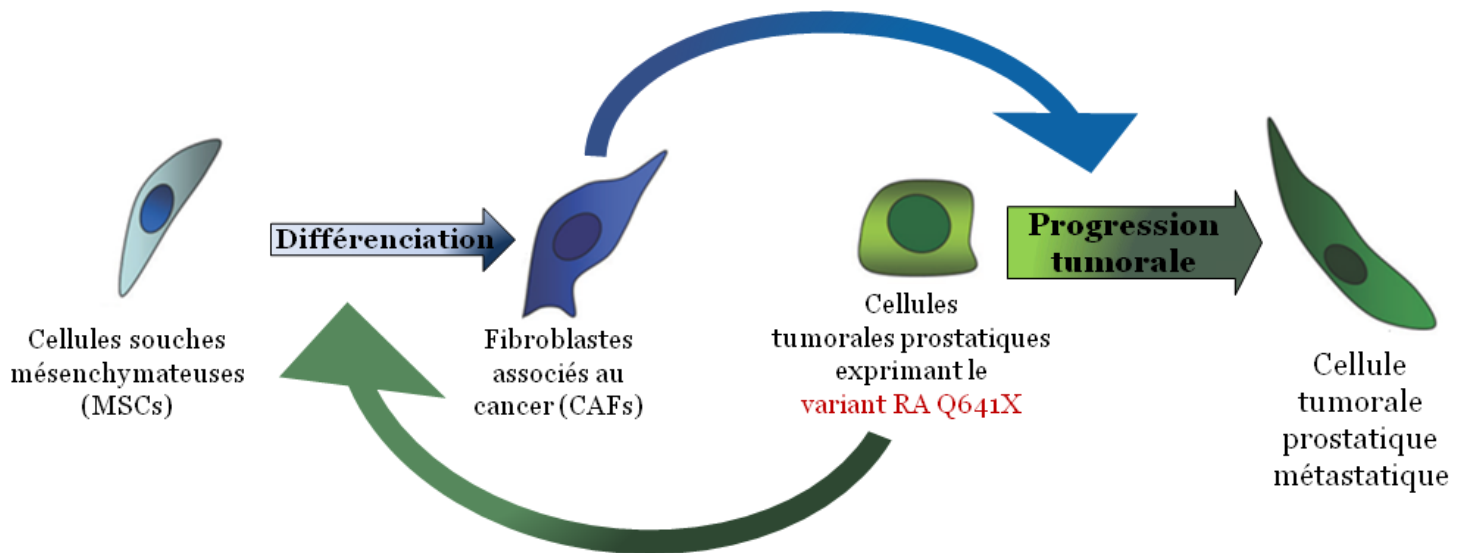 Différenciation
Progression
tumorale
Cellules souches
mésenchymateuses
(MSCs)
Fibroblastes
associés au
cancer (CAFs)
Cellules
tumorales prostatiques
exprimant le
variant RA Q641X
Cellule
tumorale
prostatique
métastatique